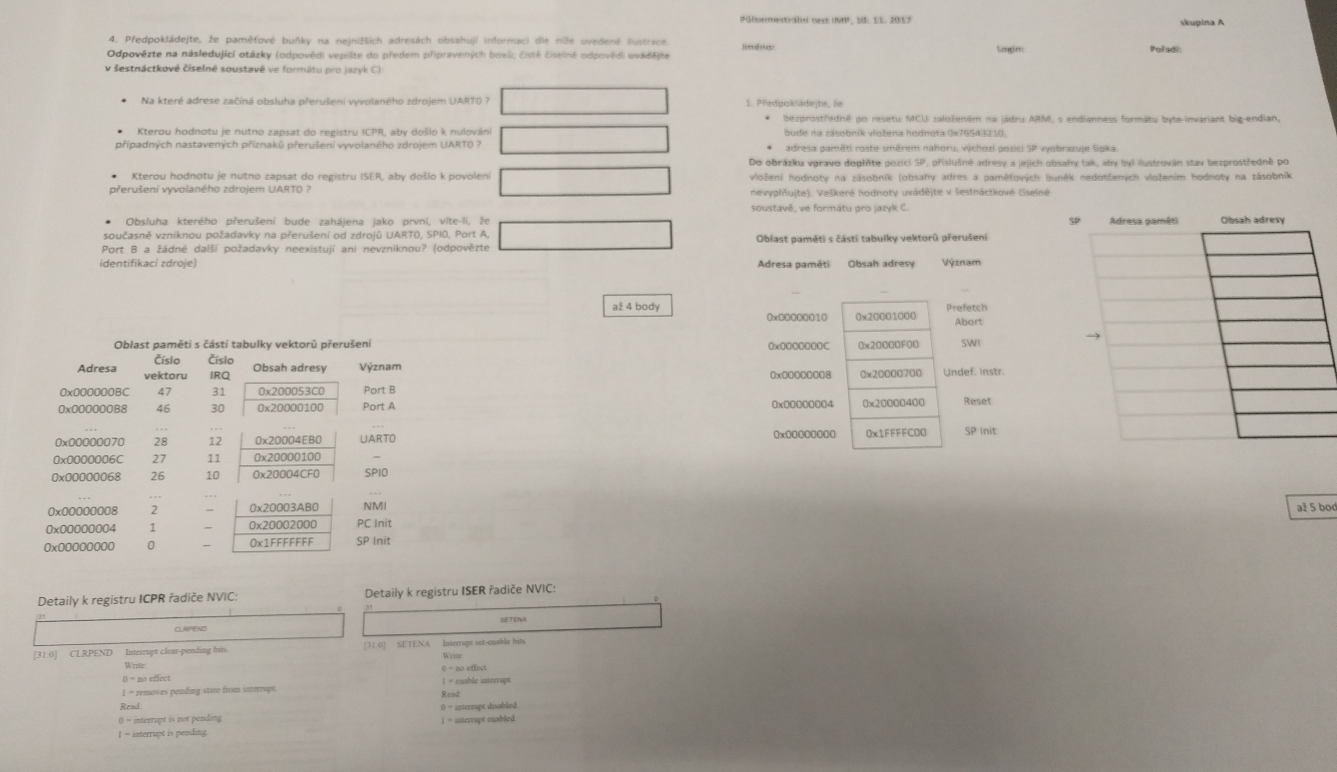 4. Předpokládejte, že paměťové buňky na nejnižších adresách obsahují informaci dle níže uvedené ilustrace.
Odpovězte na následující otázky (odpovědi vepište do předem připravených boxů; čistě číselné odpovědi uvádějte
v šestnáctkové číselné soustavě ve formátu pro jazyk C):
• Na které adrese začíná obsluha přerušení vyvolaného zdrojem UART0 ?
• Kterou hodnotu je nutno zapsat do registru ICPR, aby došlo k nulování
případných nastavených příznaků přerušení vyvolaného zdrojem UART0 ?
• Kterou hodnotu je nutno zapsat do registru ISER, aby došlo k povolení
přerušení vyvolaného zdrojem UART0 ?
• Obsluha kterého přerušení bude zahájena jako první, víte-li, že
současně vzniknou požadavky na přerušení od zdrojů UART0, SPI0, Port A,
Port B a žádné další požadavky neexistují ani nevzniknou? (odpovězte
identifikací zdroje)
až 4 body
Oblast paměti s částí tabulky vektorů přerušení
Adresa Číslo vektoru Číslo IRQ Obsah adresy Význam
0x000000BC 47 31 0x200053C0 Port B
0x000000B8 46 30 0x20000100 Port A
... ... ... ... ...
0x00000070 28 12 0x20004EB0 UART0
0x0000006C 27 11 0x20000100 –
0x00000068 26 10 0x20004CF0 SPI0
... ... ... ... ...
0x00000008 2 – 0x20003AB0 NMI
0x00000004 1 – 0x20002000 PC Init
0x00000000 0 – 0x1FFFFFFF SP Init
Detaily k registru ICPR řadiče NVIC:
31 0
CLRPEND
[31:0] CLRPEND Interrupt clear-pending bits.
Write:
0 = no effect
1 = removes pending state from interrupt.
Read:
0 = interrupt is not pending
1 = interrupt is pending.
Detaily k registru ISER řadiče NVIC:
31 0
SETENA
[31:0] SETENA Interrupt set-enable bits.
Write:
0 = no effect
1 = enable interrupt.
Read:
0 = interrupt disabled
1 = interrupt enabled.
Půlsemestrální test IMP, 10. 11. 2017 skupina A
Jméno: Login: Pořadí:
1. Předpokládejte, že
• bezprostředně po resetu MCU založeném na jádru ARM, s endianness formátu byte-invariant big-endian,
bude na zásobník vložena hodnota 0x76543210,
• adresa paměti roste směrem nahoru, výchozí pozici SP vyobrazuje šipka.
Do obrázku vpravo doplňte pozici SP, příslušné adresy a jejich obsahy tak, aby byl ilustrován stav bezprostředně po
vložení hodnoty na zásobník (obsahy adres a paměťových buněk nedotčených vložením hodnoty na zásobník
nevyplňujte). Veškeré hodnoty uvádějte v šestnáctkové číselné
soustavě, ve formátu pro jazyk C.
SP Adresa paměti Obsah adresy
→
Oblast paměti s částí tabulky vektorů přerušení
Adresa paměti Obsah adresy Význam
... ... ...
0x00000010 0x20001000 Prefetch Abort
0x0000000C 0x20000F00 SWI
0x00000008 0x20000700 Undef. Instr.
0x00000004 0x20000400 Reset
0x00000000 0x1FFFFC00 SP Init
až 5 bod